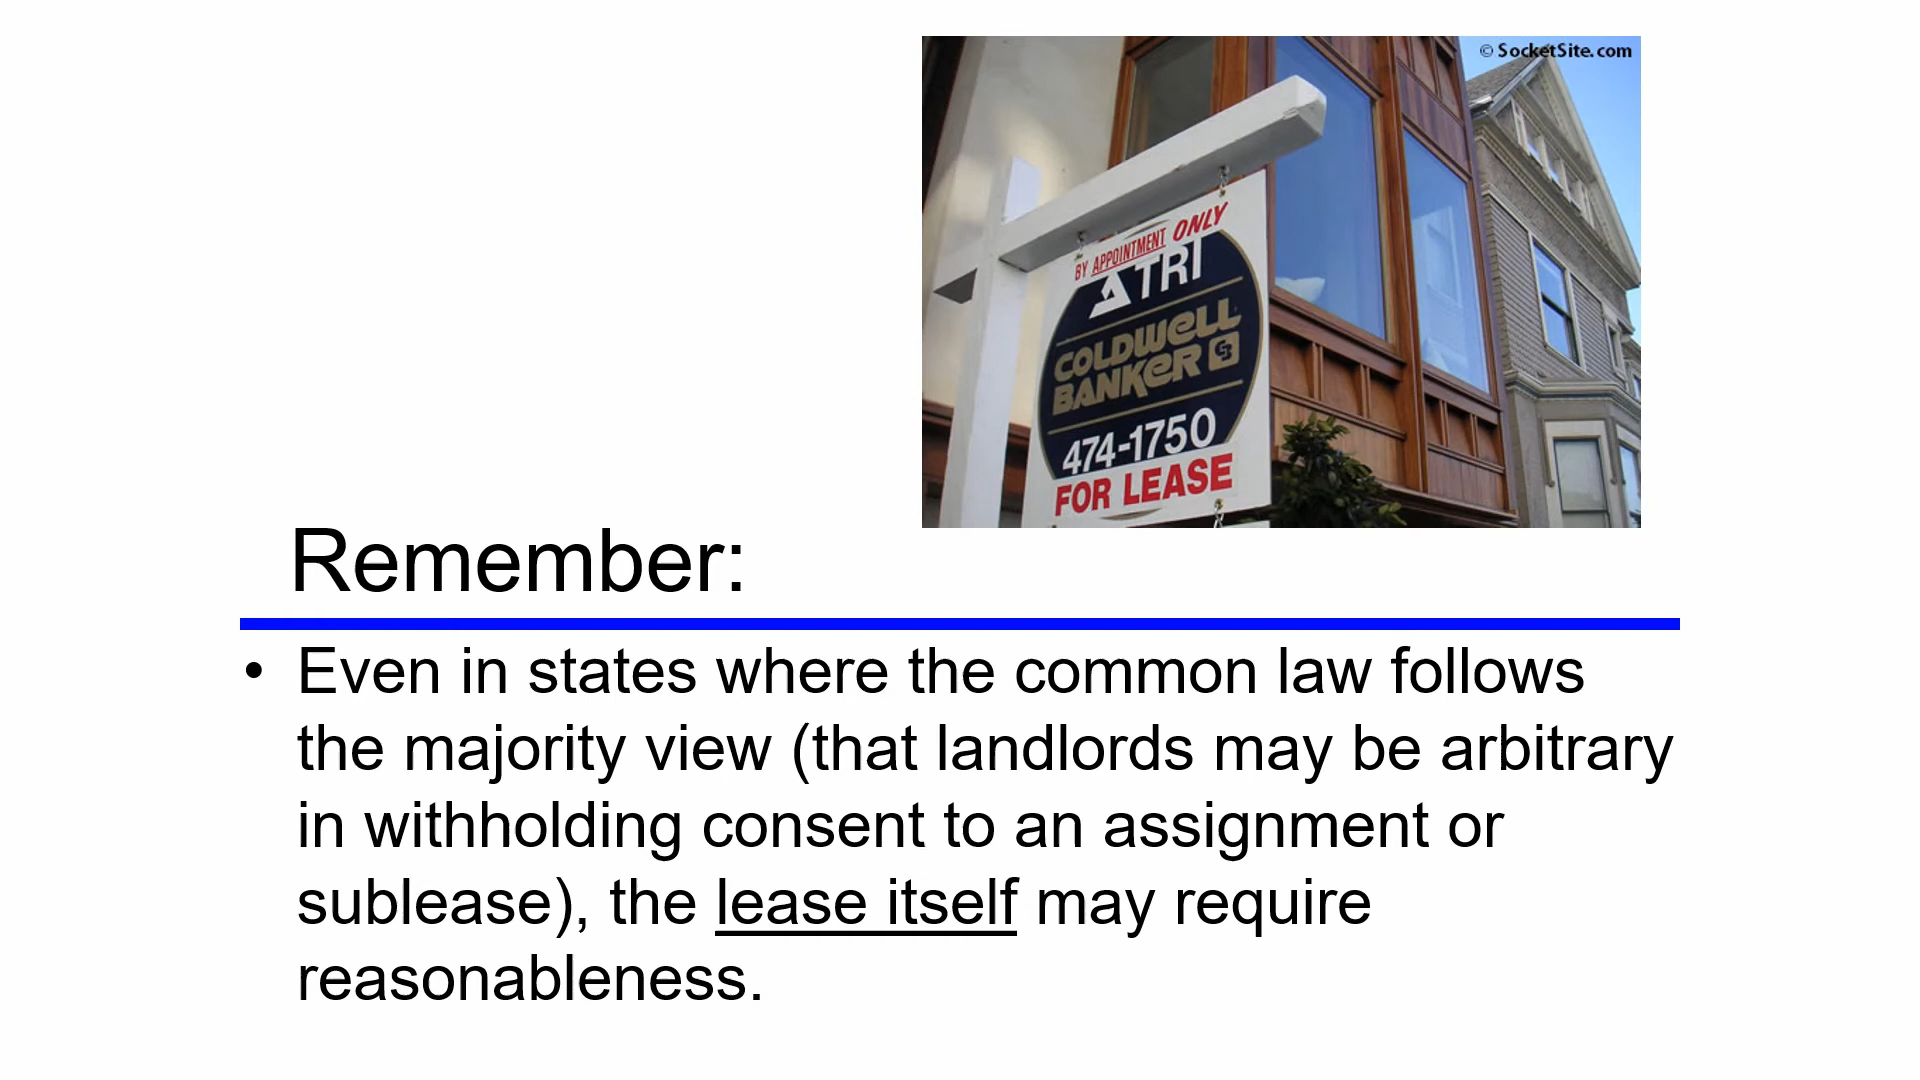 © SocketSite.com
BY APPOINTMENT ONLY
TRI
COLDWELL
BANKER CB
474-1750
FOR LEASE
Remember:
• Even in states where the common law follows
the majority view (that landlords may be arbitrary
in withholding consent to an assignment or
sublease), the lease itself may require
reasonableness.